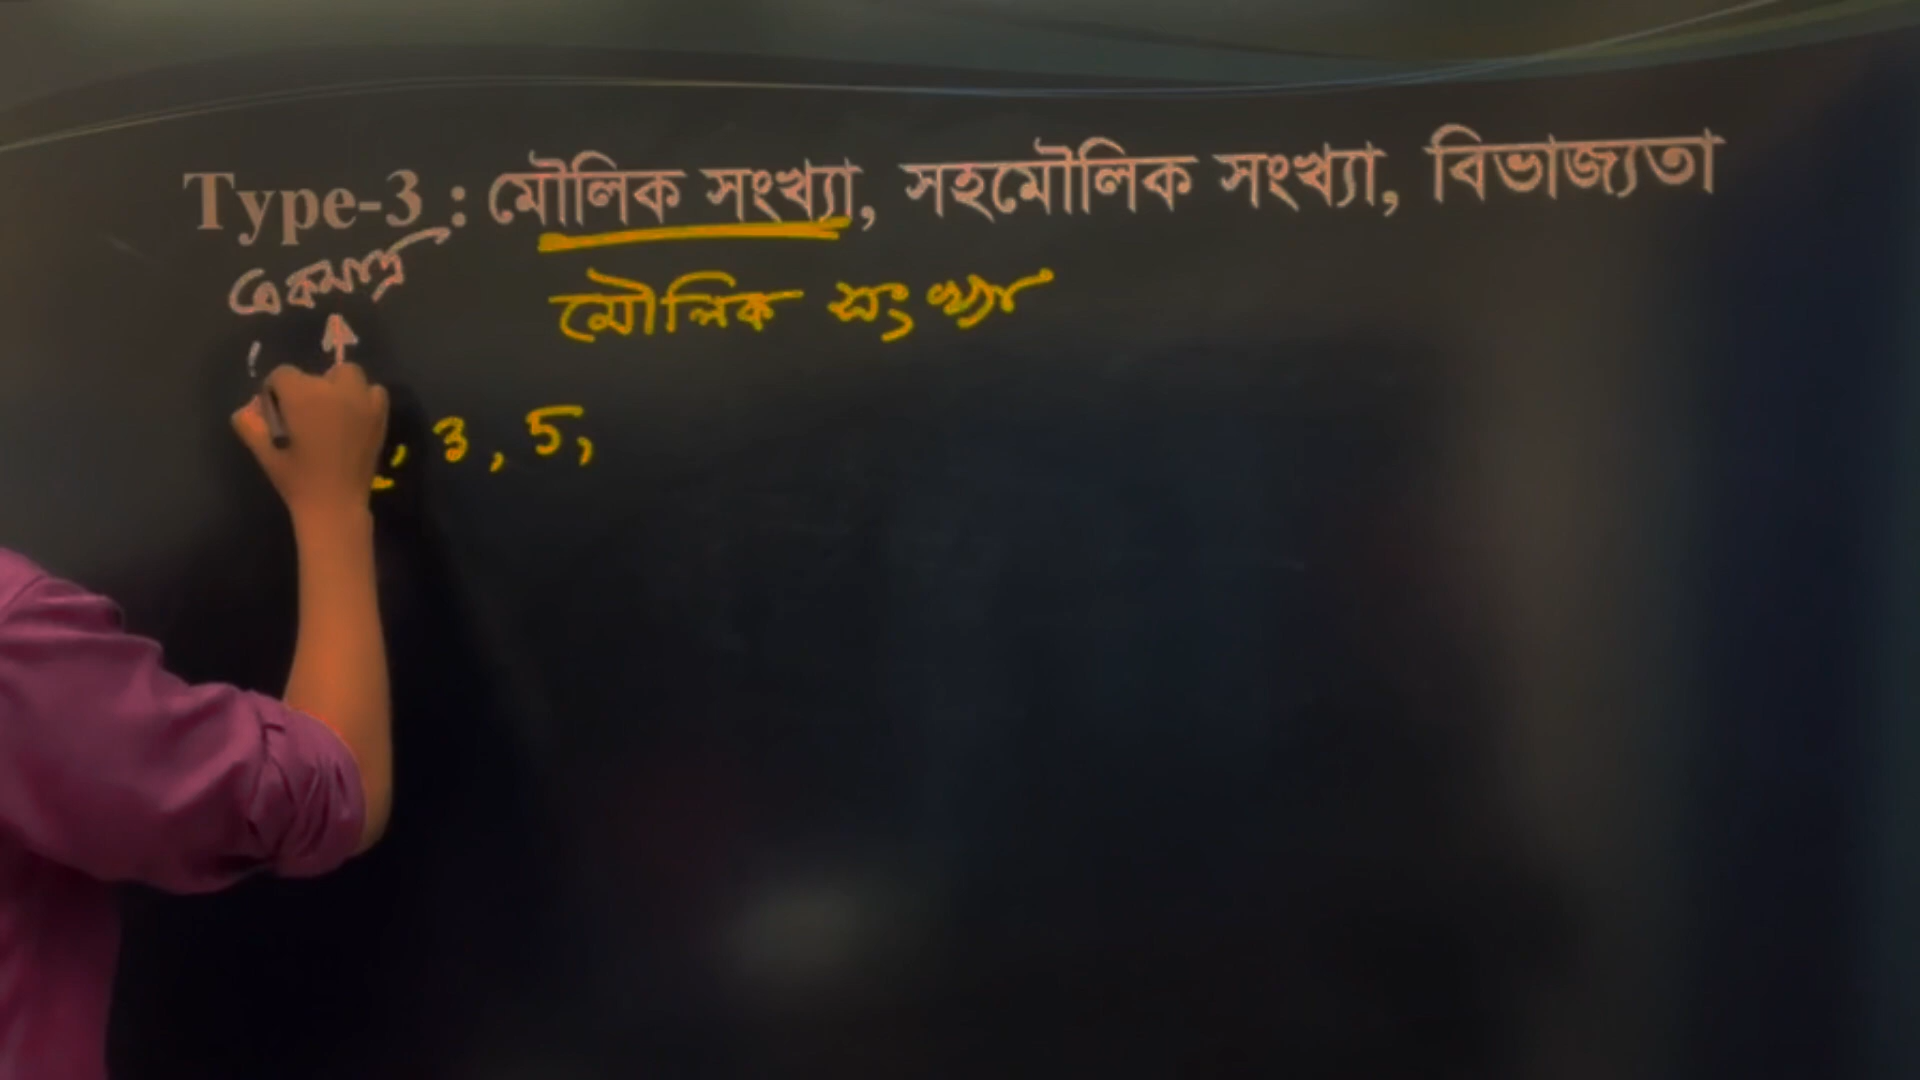 Type-3 : মৌলিক সংখ্যা, সহমৌলিক সংখ্যা, বিভাজ্যতা
একমাত্র
মৌলিক সংখ্যা
, 3, 5,